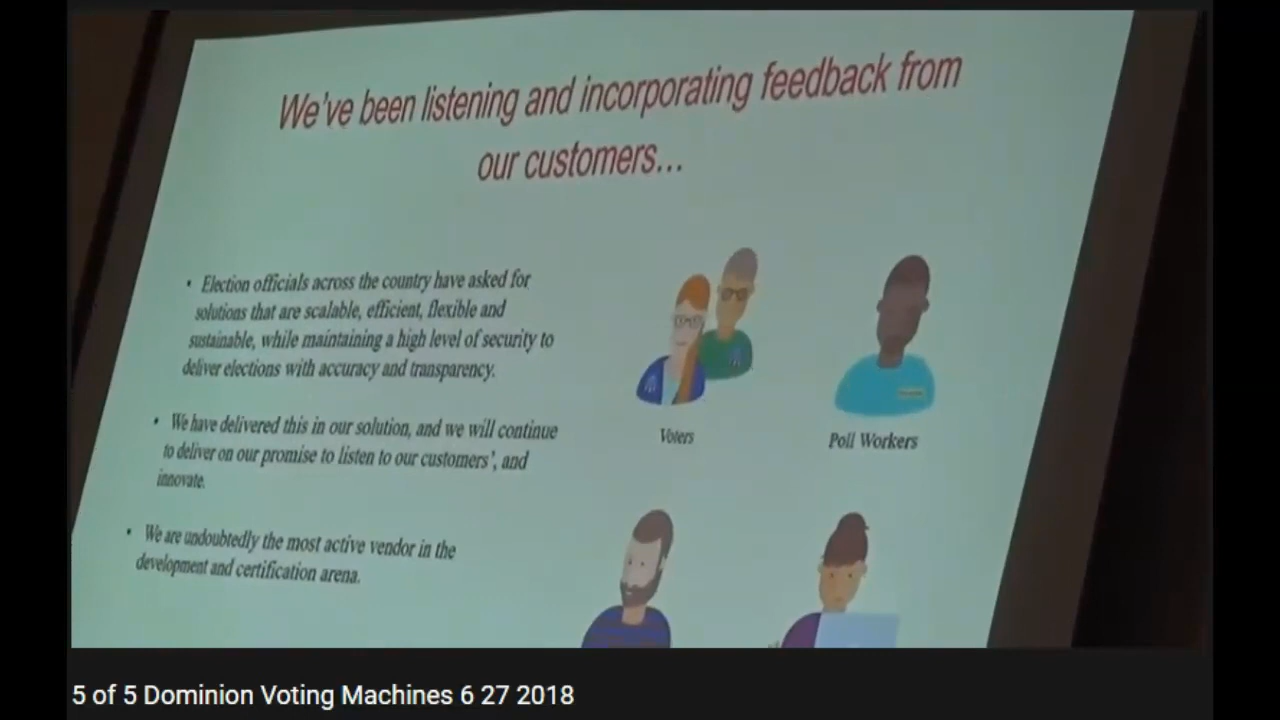 We've been listening and incorporating feedback from
our customers...
• Election officials across the country have asked for
solutions that are scalable, efficient, flexible and
sustainable, while maintaining a high level of security to
deliver elections with accuracy and transparency.
• We have delivered this in our solution, and we will continue
to deliver on our promise to listen to our customers', and
innovate.
• We are undoubtedly the most active vendor in the
development and certification arena.
Voters
Poll Workers
5 of 5 Dominion Voting Machines 6 27 2018